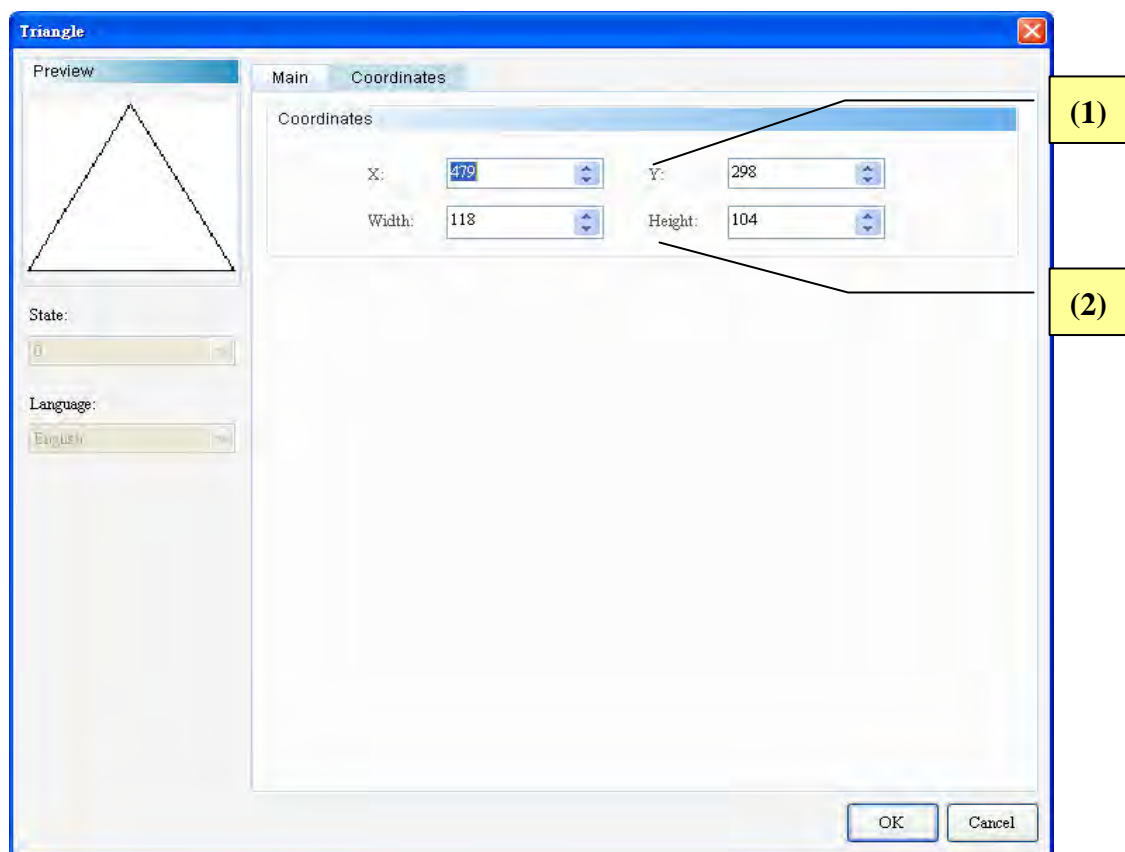 Triangle
Preview
Main Coordinates
Coordinates
(1)
X: 479 Y: 298
Width: 118 Height: 104
(2)
State:
0
Language:
English
OK Cancel